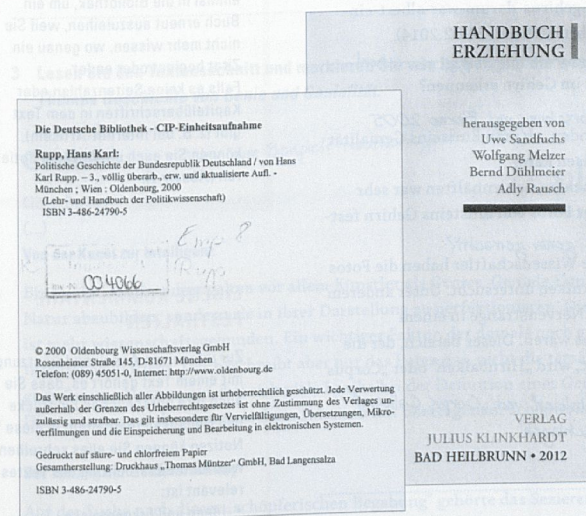 HANDBUCH
ERZIEHUNG
herausgegeben von
Uwe Sandfuchs
Wolfgang Melzer
Bernd Dühlmeier
Adly Rausch
VERLAG
JULIUS KLINKHARDT
BAD HEILBRUNN • 2012
Die Deutsche Bibliothek - CIP-Einheitsaufnahme
Rupp, Hans Karl:
Politische Geschichte der Bundesrepublik Deutschland / von Hans
Karl Rupp. – 3., völlig überarb., erw. und aktualisierte Aufl. -
München ; Wien : Oldenbourg, 2000
(Lehr- und Handbuch der Politikwissenschaft)
ISBN 3-486-24790-5
004066
© 2000 Oldenbourg Wissenschaftsverlag GmbH
Rosenheimer Straße 145, D-81671 München
Telefon: (089) 45051-0, Internet: http://www.oldenbourg.de
Das Werk einschließlich aller Abbildungen ist urheberrechtlich geschützt. Jede Verwertung
außerhalb der Grenzen des Urheberrechtsgesetzes ist ohne Zustimmung des Verlages un-
zulässig und strafbar. Das gilt insbesondere für Vervielfältigungen, Übersetzungen, Mikro-
verfilmungen und die Einspeicherung und Bearbeitung in elektronischen Systemen.
Gedruckt auf säure- und chlorfreiem Papier
Gesamtherstellung: Druckhaus „Thomas Müntzer“ GmbH, Bad Langensalza
ISBN 3-486-24790-5